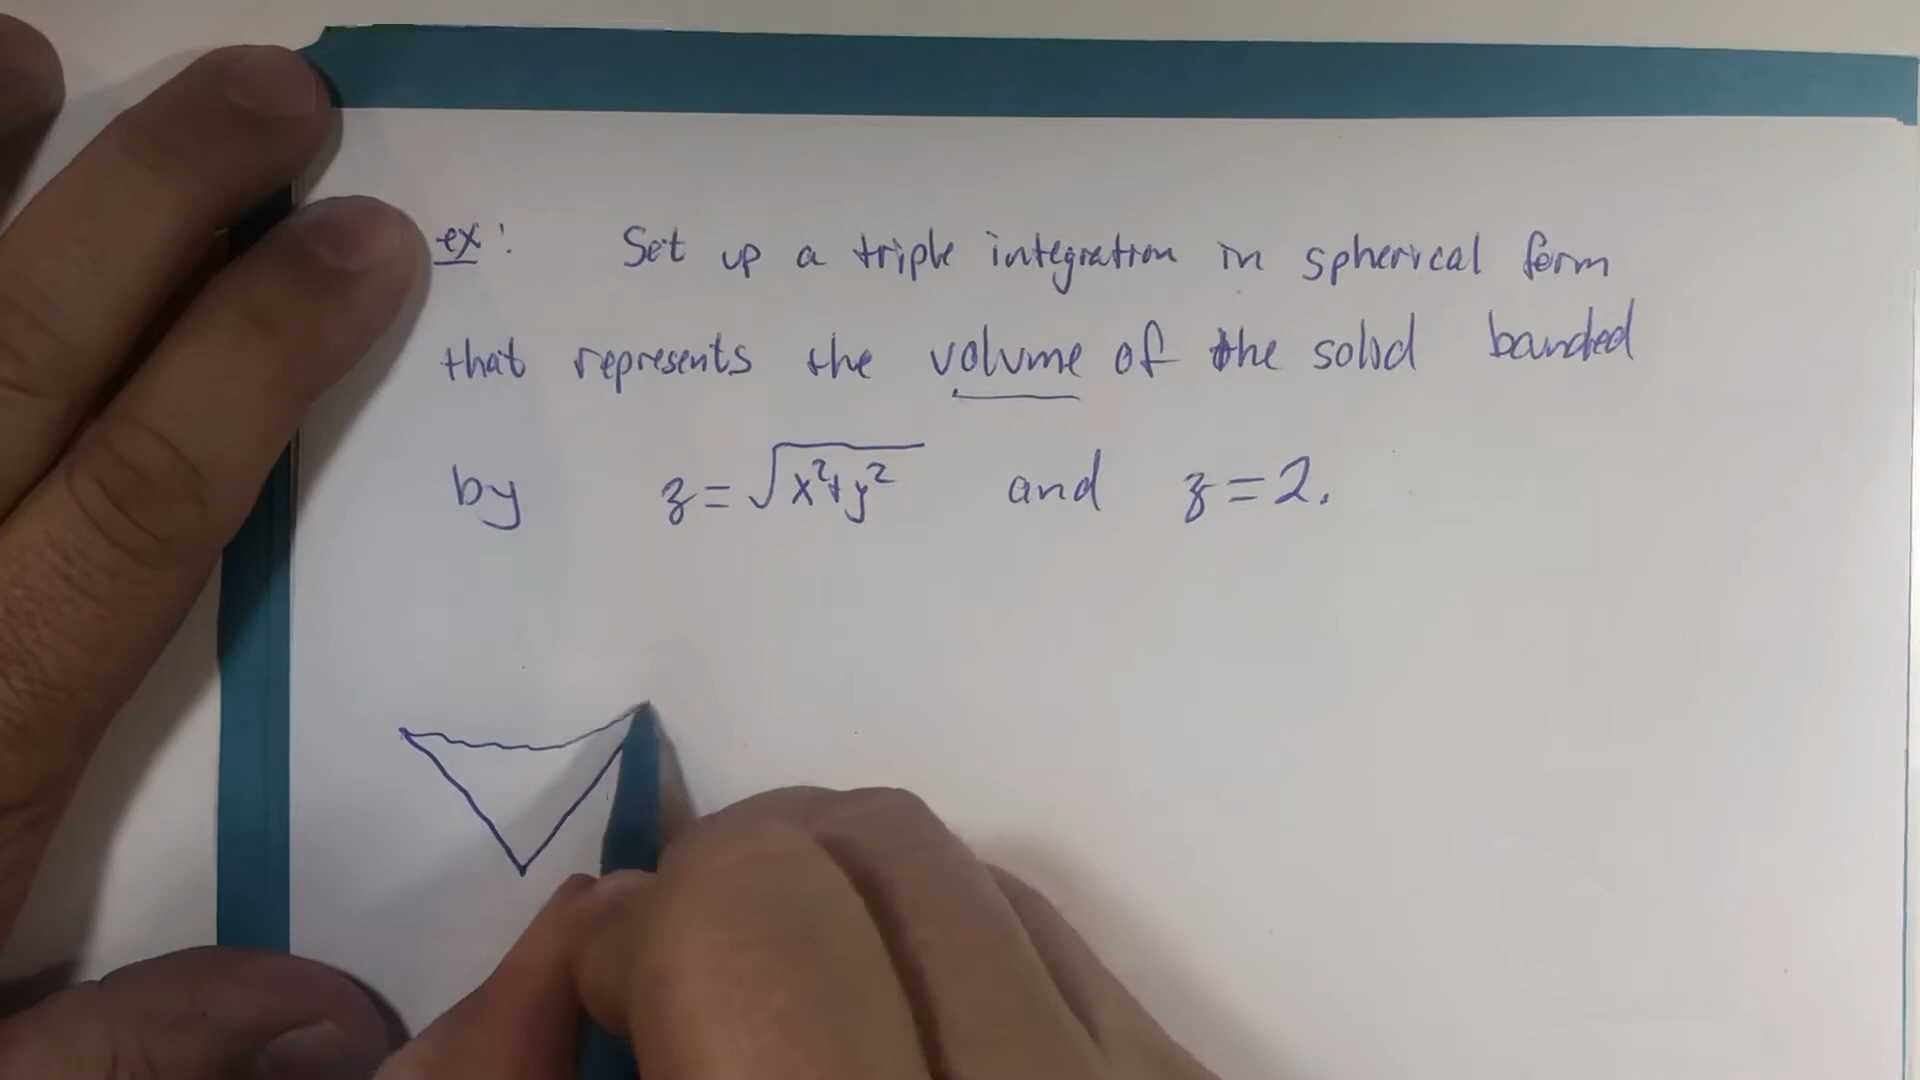 ex: Set up a triple integration in spherical form
that represents the volume of the solid bounded
by z = √x²+y² and z = 2.